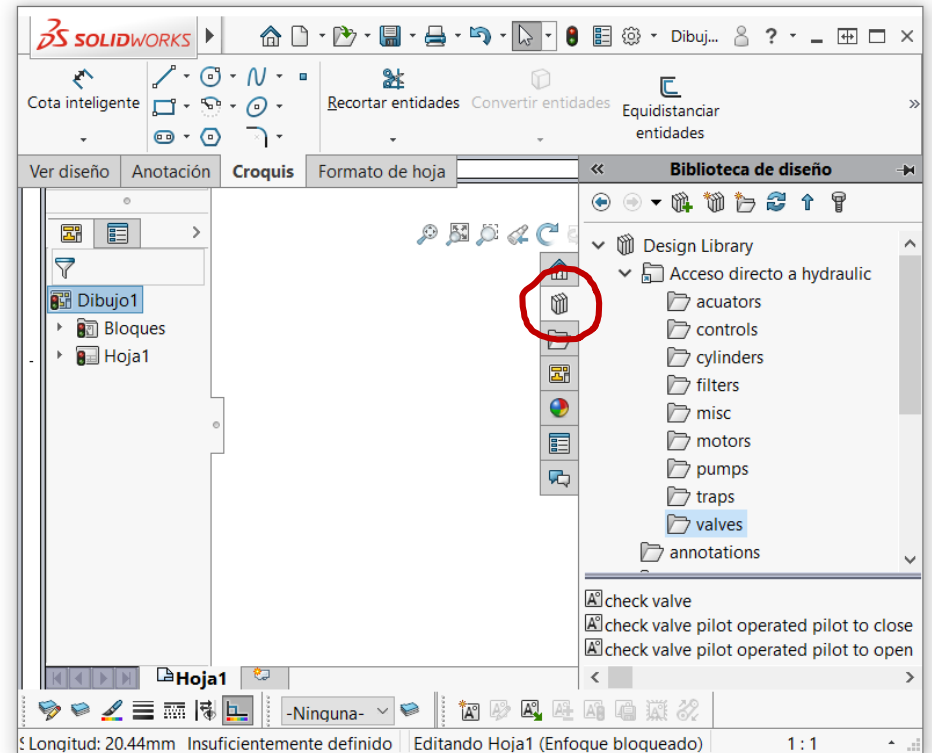 SOLIDWORKS
Dibuj...
?
Cota inteligente
Recortar entidades
Convertir entidades
Equidistanciar
entidades
»
Ver diseño
Anotación
Croquis
Formato de hoja
«
Biblioteca de diseño
Design Library
Acceso directo a hydraulic
acuators
controls
cylinders
filters
misc
motors
pumps
traps
valves
annotations
Dibujo1
Bloques
Hoja1
check valve
check valve pilot operated pilot to close
check valve pilot operated pilot to open
Hoja1
-Ninguna-
Longitud: 20.44mm
Insuficientemente definido
Editando Hoja1 (Enfoque bloqueado)
1 : 1